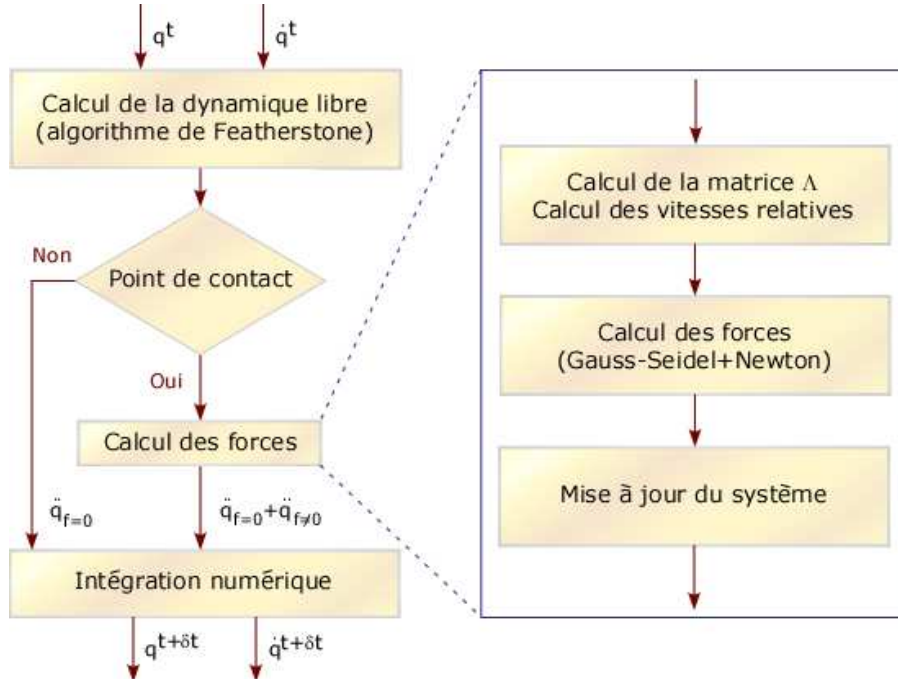 q^t
q̇^t
Calcul de la dynamique libre
(algorithme de Featherstone)
Non
Point de contact
Oui
Calcul des forces
q̈_{f=0}
q̈_{f=0}+q̈_{f≠0}
Intégration numérique
q^{t+δt}
q̇^{t+δt}
Calcul de la matrice Λ
Calcul des vitesses relatives
Calcul des forces
(Gauss-Seidel+Newton)
Mise à jour du système